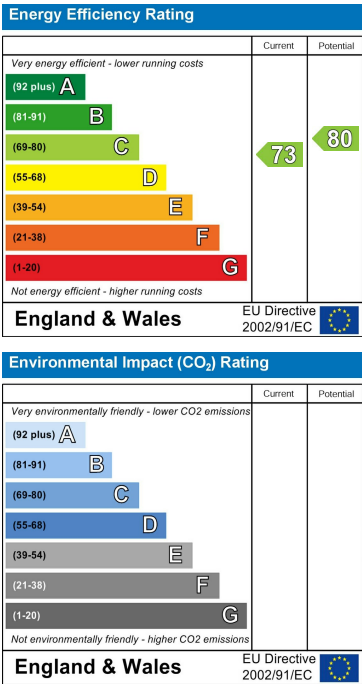 Energy Efficiency Rating
Current Potential
Very energy efficient - lower running costs
(92 plus) A
(81-91) B
(69-80) C
(55-68) D
(39-54) E
(21-38) F
(1-20) G
73
80
Not energy efficient - higher running costs
England & Wales
EU Directive
2002/91/EC
Environmental Impact (CO₂) Rating
Current Potential
Very environmentally friendly - lower CO2 emissions
(92 plus) A
(81-91) B
(69-80) C
(55-68) D
(39-54) E
(21-38) F
(1-20) G
Not environmentally friendly - higher CO2 emissions
England & Wales
EU Directive
2002/91/EC